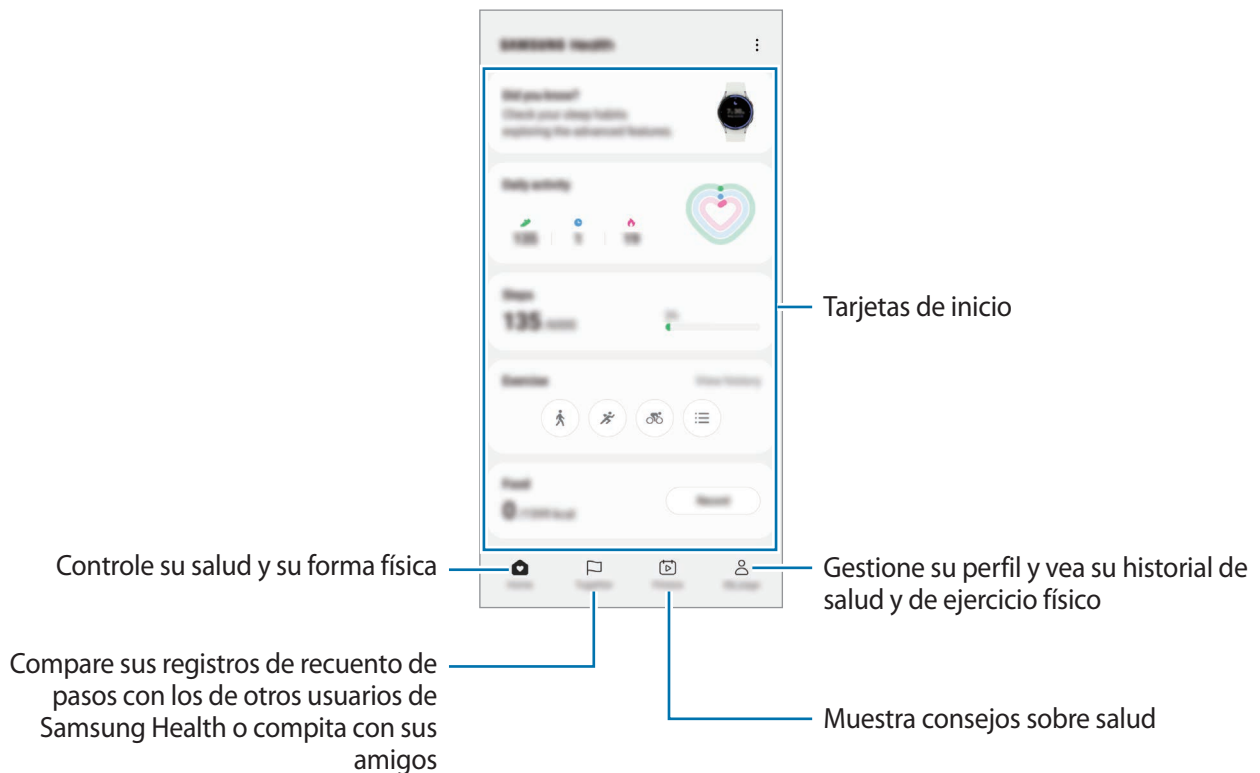 SAMSUNG Health
Did you know?
Check your sleep habits
exploring the advanced features.
Daily activity
135
1
19
Steps
135
Exercise
View history
Food
0
Record
Tarjetas de inicio
Controle su salud y su forma física
Gestione su perfil y vea su historial de
salud y de ejercicio físico
Compare sus registros de recuento de
pasos con los de otros usuarios de
Samsung Health o compita con sus
amigos
Muestra consejos sobre salud